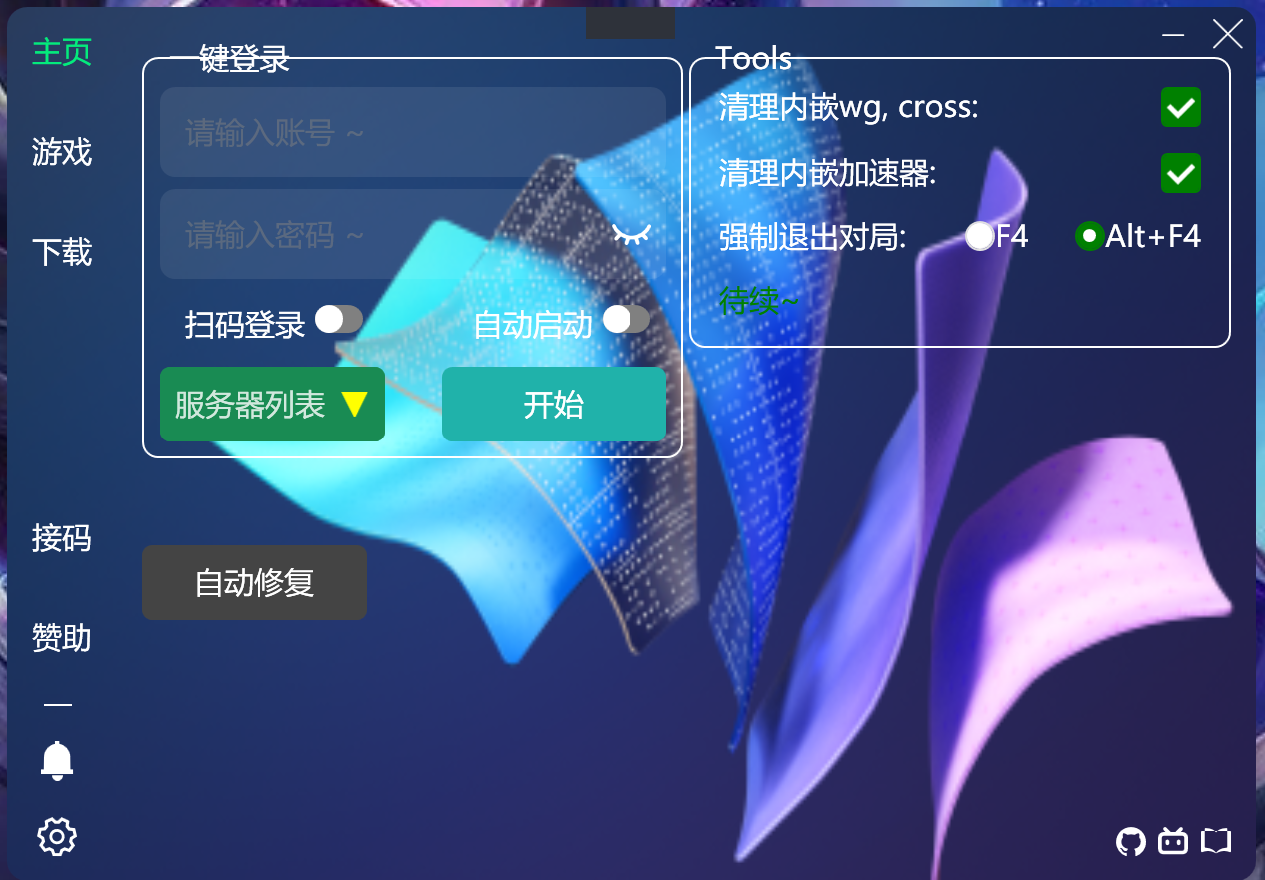 主页
游戏
下载
接码
赞助
一键登录
请输入账号 ~
请输入密码 ~
扫码登录
自动启动
服务器列表 ▼
开始
自动修复
Tools
清理内嵌wg, cross:
清理内嵌加速器:
强制退出对局: F4 Alt+F4
待续~